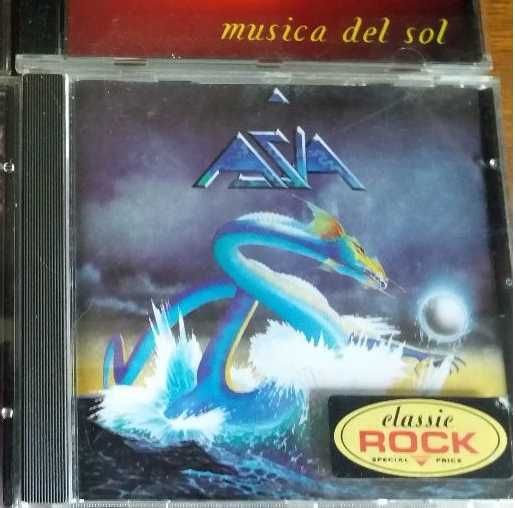 musica del sol
ASIA
classic
ROCK
SPECIAL PRICE